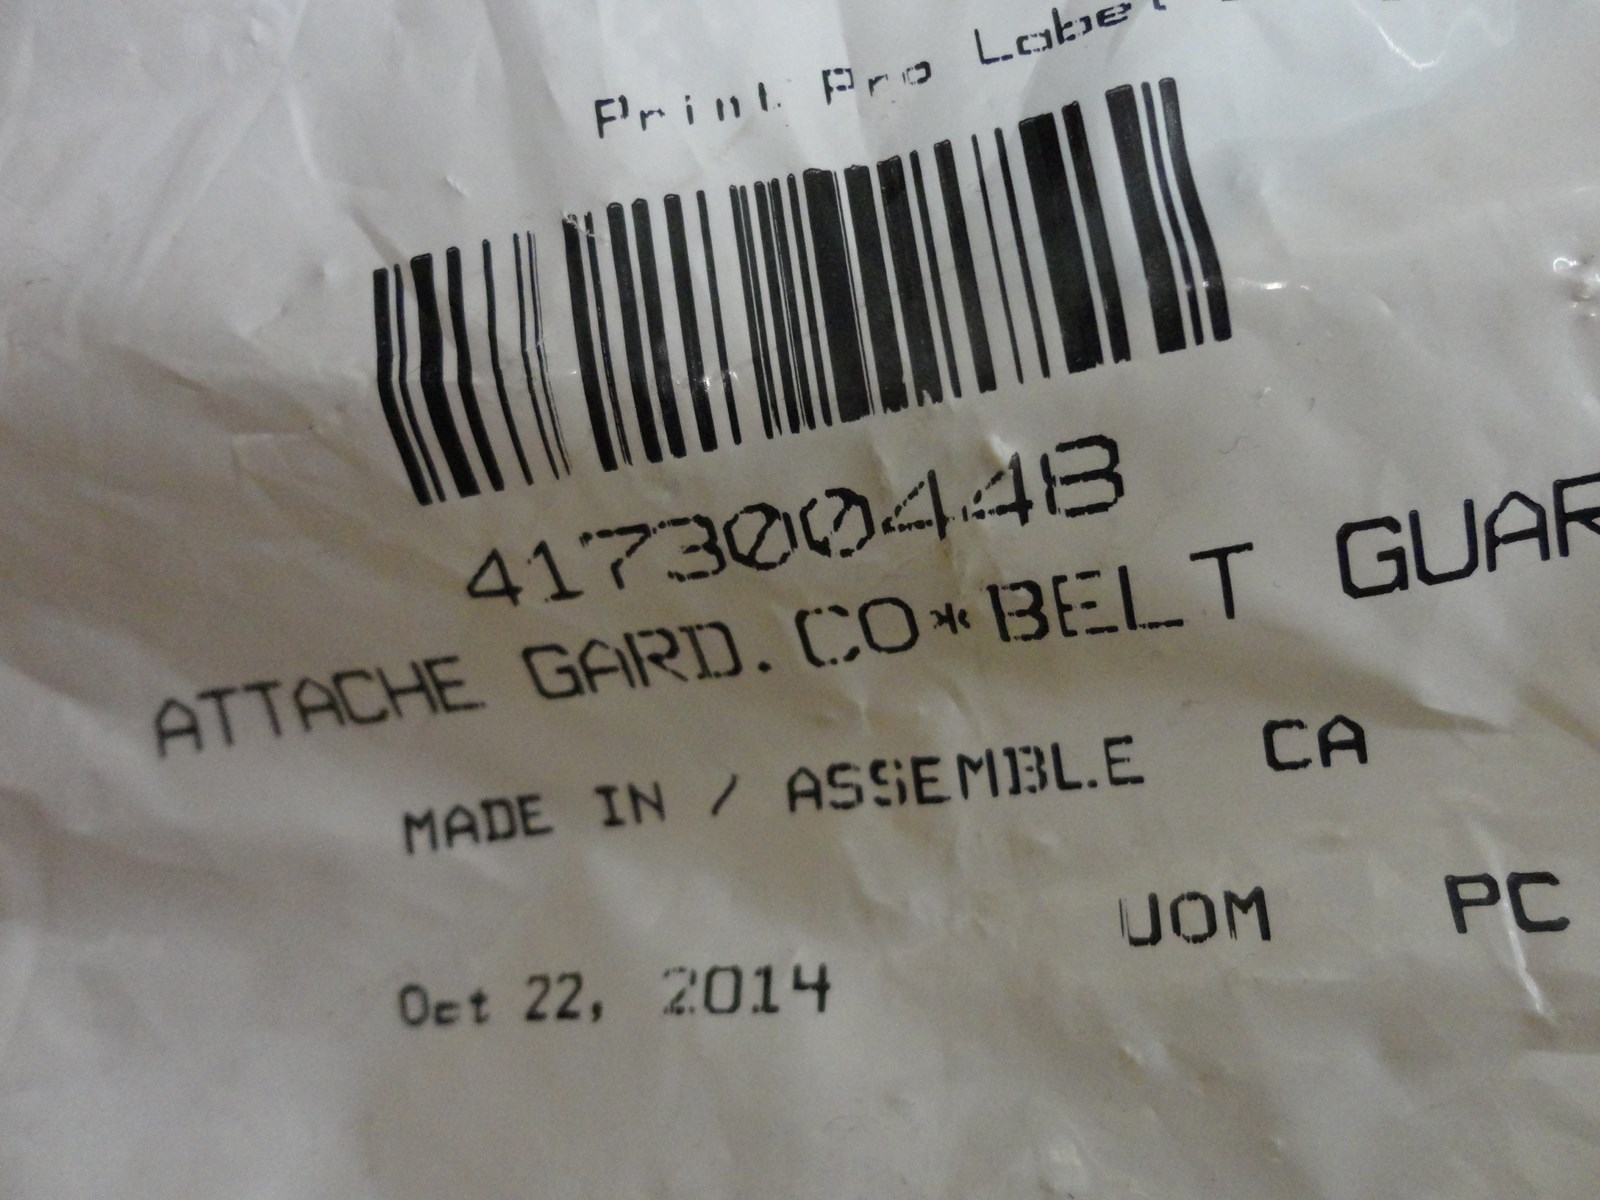 Print Pro Label
417300448
ATTACHE GARD.CO*BELT GUAR
MADE IN / ASSEMBLE CA
UOM PC
Oct 22, 2014